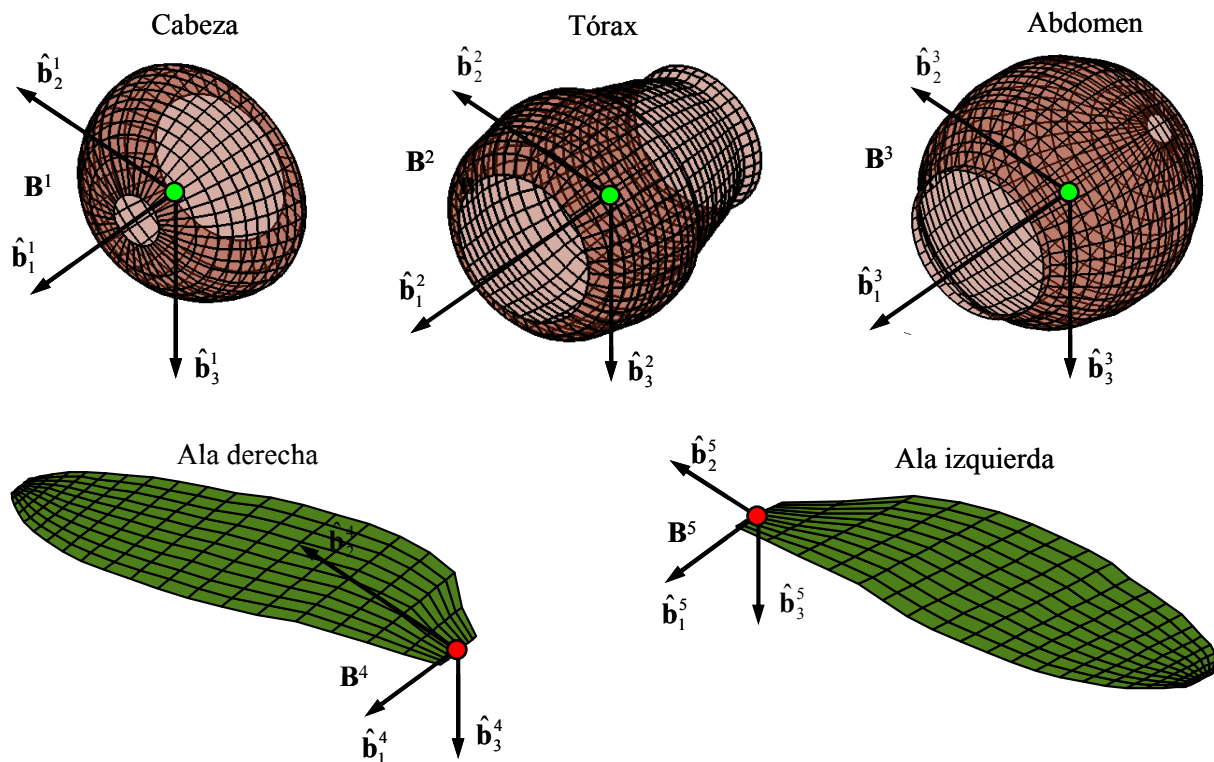 Cabeza
Tórax
Abdomen
b̂₂¹
B¹
b̂₁¹
b̂₃¹
b̂₂²
B²
b̂₁²
b̂₃²
b̂₂³
B³
b̂₁³
b̂₃³
Ala derecha
Ala izquierda
b̂₂⁴
B⁴
b̂₁⁴
b̂₃⁴
b̂₂⁵
B⁵
b̂₁⁵
b̂₃⁵